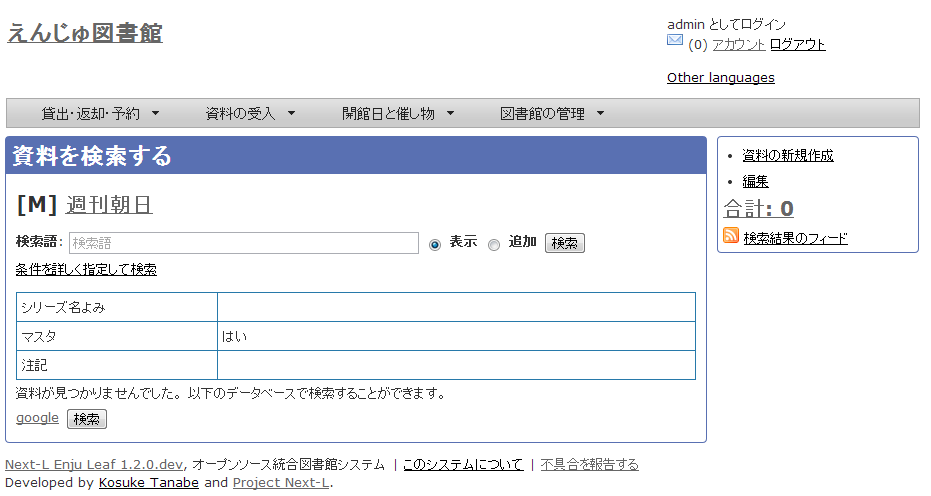 えんじゅ図書館
admin としてログイン
(0) アカウント ログアウト
Other languages
貸出・返却・予約 ▼ 資料の受入 ▼ 開館日と催し物 ▼ 図書館の管理 ▼
資料を検索する
[M] 週刊朝日
検索語: 検索語 表示 追加 検索
条件を詳しく指定して検索
シリーズ名よみ
マスタ はい
注記
資料が見つかりませんでした。以下のデータベースで検索することができます。
google 検索
• 資料の新規作成
• 編集
合計: 0
検索結果のフィード
Next-L Enju Leaf 1.2.0.dev, オープンソース統合図書館システム | このシステムについて | 不具合を報告する
Developed by Kosuke Tanabe and Project Next-L.